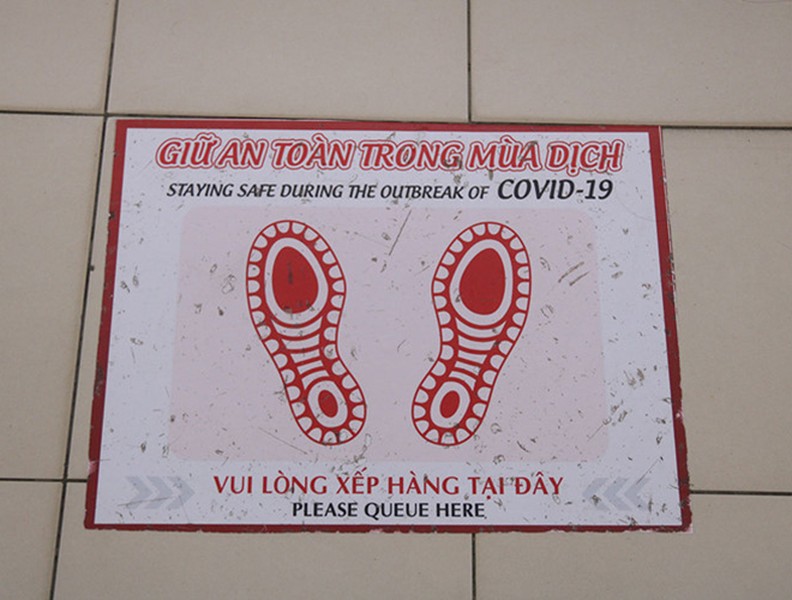 GIỮ AN TOÀN TRONG MÙA DỊCH
STAYING SAFE DURING THE OUTBREAK OF COVID-19
VUI LÒNG XẾP HÀNG TẠI ĐÂY
PLEASE QUEUE HERE